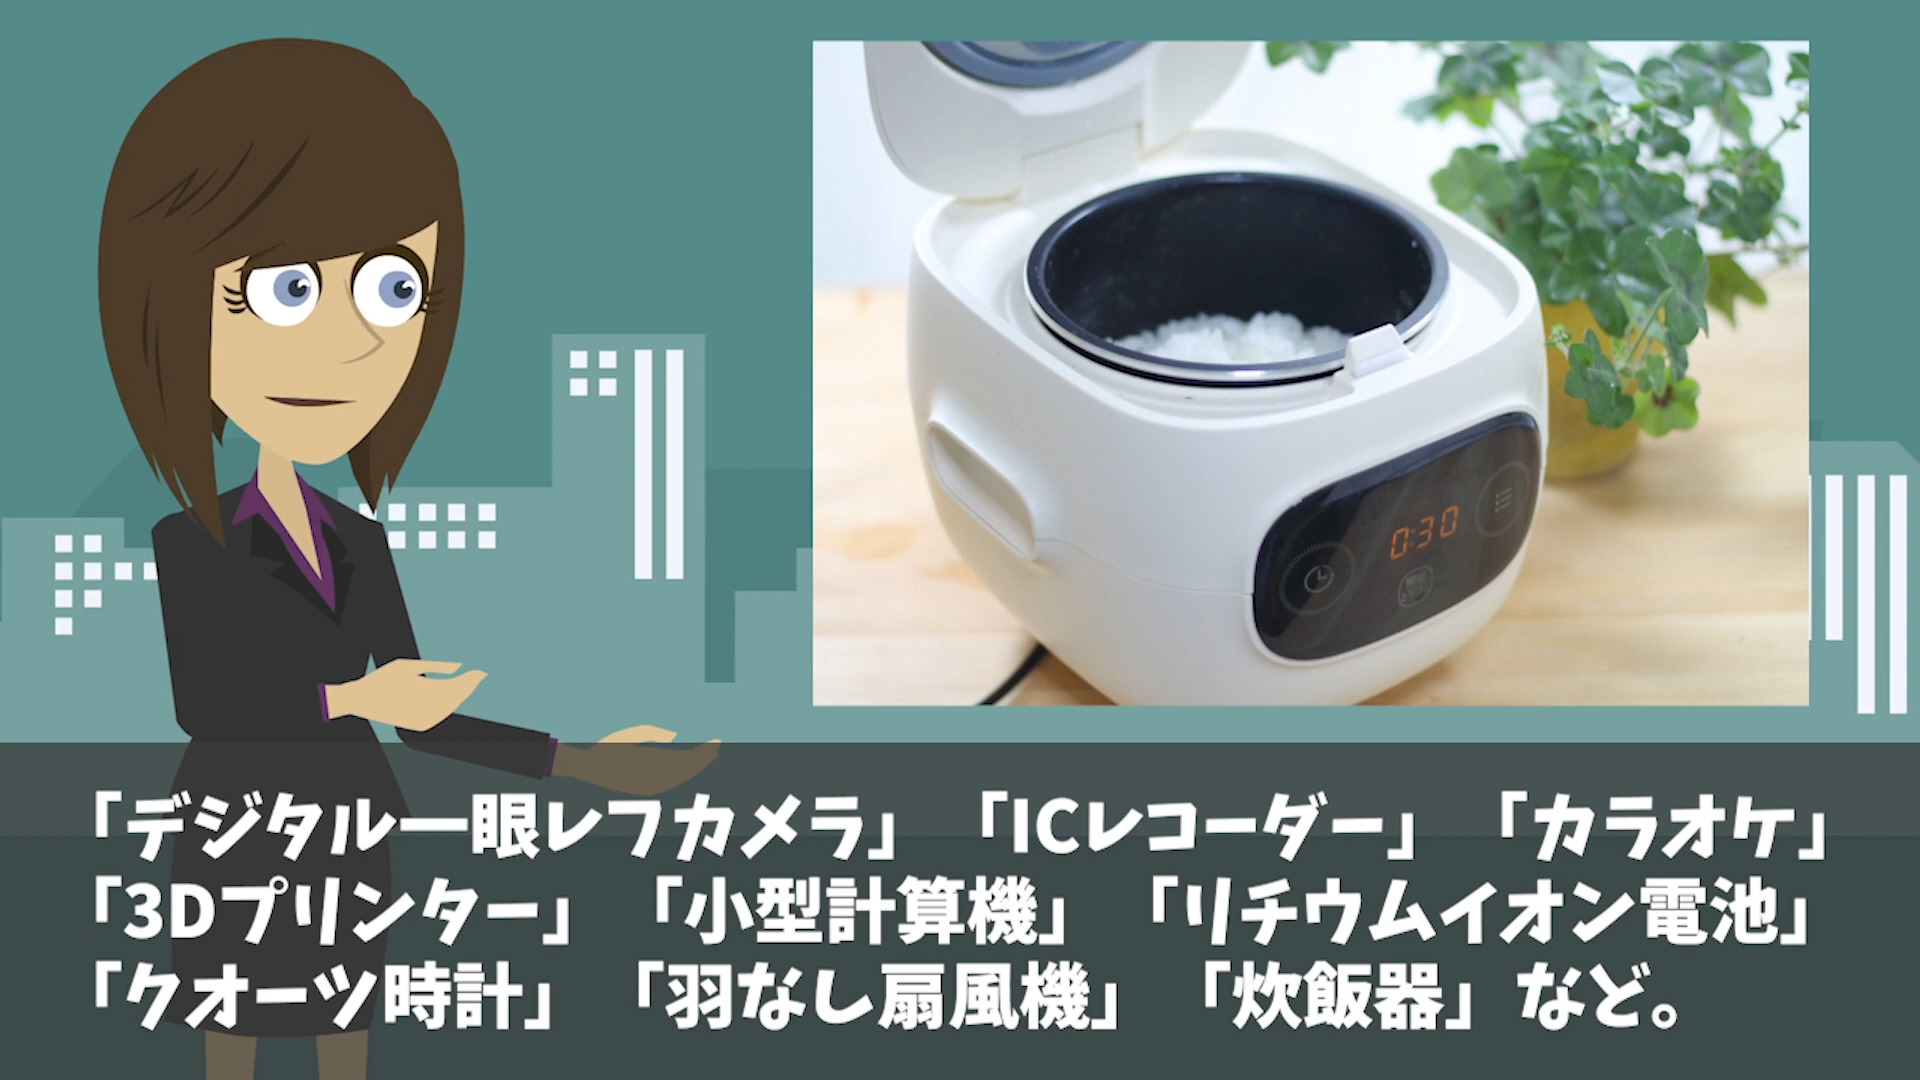 0:30
「デジタル一眼レフカメラ」 「ICレコーダー」 「カラオケ」
「3Dプリンター」 「小型計算機」 「リチウムイオン電池」
「クオーツ時計」 「羽なし扇風機」 「炊飯器」など。